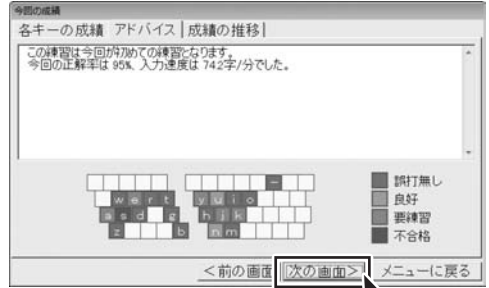 今回の成績
各キーの成績 アドバイス 成績の推移
この練習は今回が初めての練習となります。
今回の正解率は 95%、入力速度は 742字/分でした。
ー
w e r t y u i o
a s d g h j k
z b n m
誤打無し
良好
要練習
不合格
<前の画面 次の画面> メニューに戻る